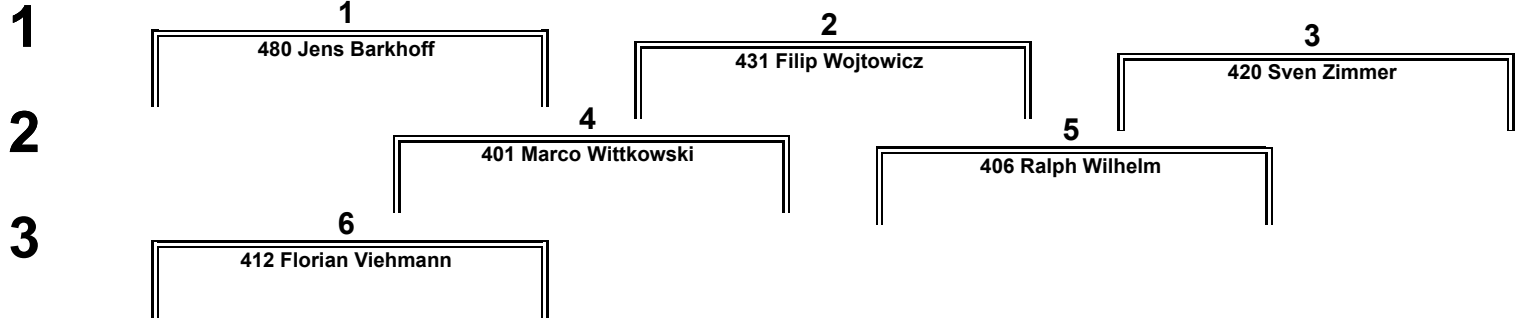 1
1
480 Jens Barkhoff
2
431 Filip Wojtowicz
3
420 Sven Zimmer
2
4
401 Marco Wittkowski
5
406 Ralph Wilhelm
3
6
412 Florian Viehmann